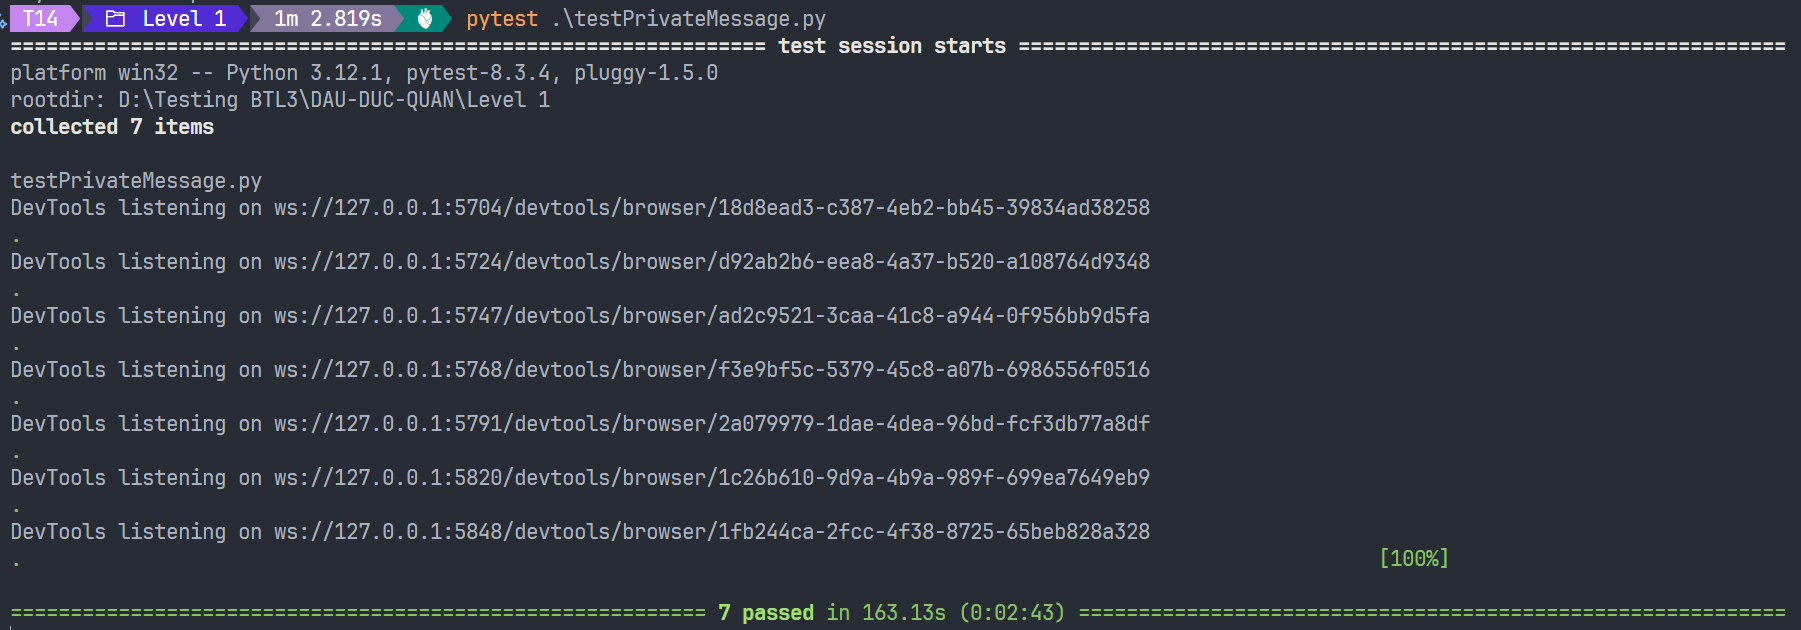 T14 Level 1 1m 2.819s pytest .\testPrivateMessage.py
=============================================================== test session starts ================================================================
platform win32 -- Python 3.12.1, pytest-8.3.4, pluggy-1.5.0
rootdir: D:\Testing BTL3\DAU-DUC-QUAN\Level 1
collected 7 items
testPrivateMessage.py
DevTools listening on ws://127.0.0.1:5704/devtools/browser/18d8ead3-c387-4eb2-bb45-39834ad38258
.
DevTools listening on ws://127.0.0.1:5724/devtools/browser/d92ab2b6-eea8-4a37-b520-a108764d9348
.
DevTools listening on ws://127.0.0.1:5747/devtools/browser/ad2c9521-3caa-41c8-a944-0f956bb9d5fa
.
DevTools listening on ws://127.0.0.1:5768/devtools/browser/f3e9bf5c-5379-45c8-a07b-6986556f0516
.
DevTools listening on ws://127.0.0.1:5791/devtools/browser/2a079979-1dae-4dea-96bd-fcf3db77a8df
.
DevTools listening on ws://127.0.0.1:5820/devtools/browser/1c26b610-9d9a-4b9a-989f-699ea7649eb9
.
DevTools listening on ws://127.0.0.1:5848/devtools/browser/1fb244ca-2fcc-4f38-8725-65beb828a328
. [100%]
========================================================== 7 passed in 163.13s (0:02:43) ===========================================================